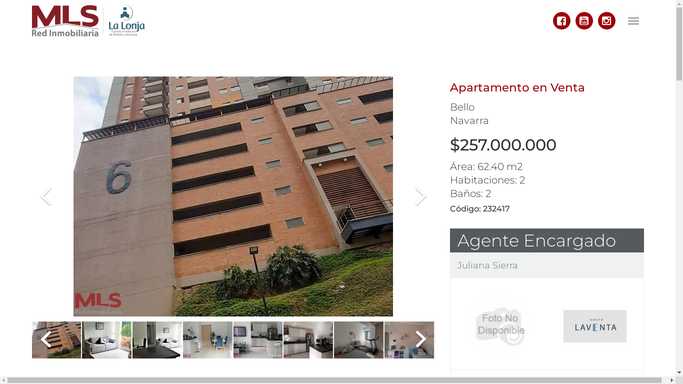 MLS
Red Inmobiliaria
La Lonja
Apartamento en Venta
Bello
Navarra
$257.000.000
Área: 62.40 m2
Habitaciones: 2
Baños: 2
Código: 232417
6
MLS
Agente Encargado
Juliana Sierra
Foto No
Disponible
LAVENTA